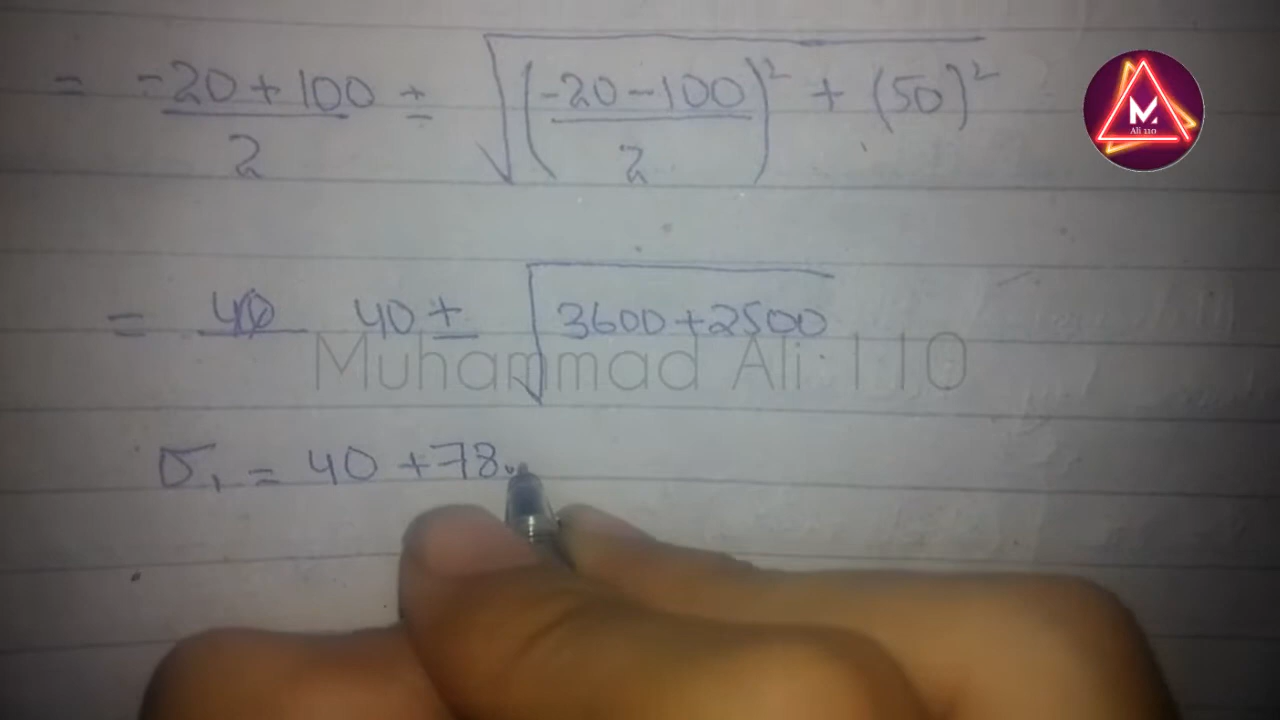 = -20+100/2 ± √((-20-100/2)² + (50)²)
M
Ali 110
= 40 ± √(3600+2500)
Muhammad Ali 110
σ₁ = 40 +78.